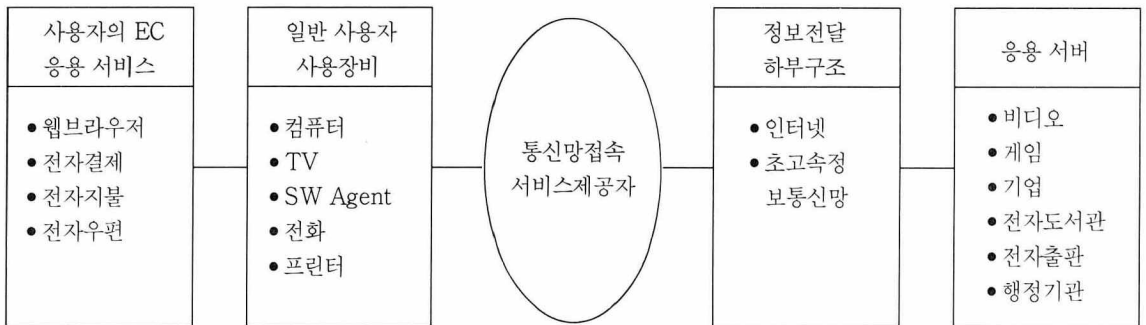 사용자의 EC
응용 서비스
● 웹브라우저
● 전자결제
● 전자지불
● 전자우편
일반 사용자
사용장비
● 컴퓨터
● TV
● SW Agent
● 전화
● 프린터
통신망접속
서비스제공자
정보전달
하부구조
● 인터넷
● 초고속정
보통신망
응용 서버
● 비디오
● 게임
● 기업
● 전자도서관
● 전자출판
● 행정기관